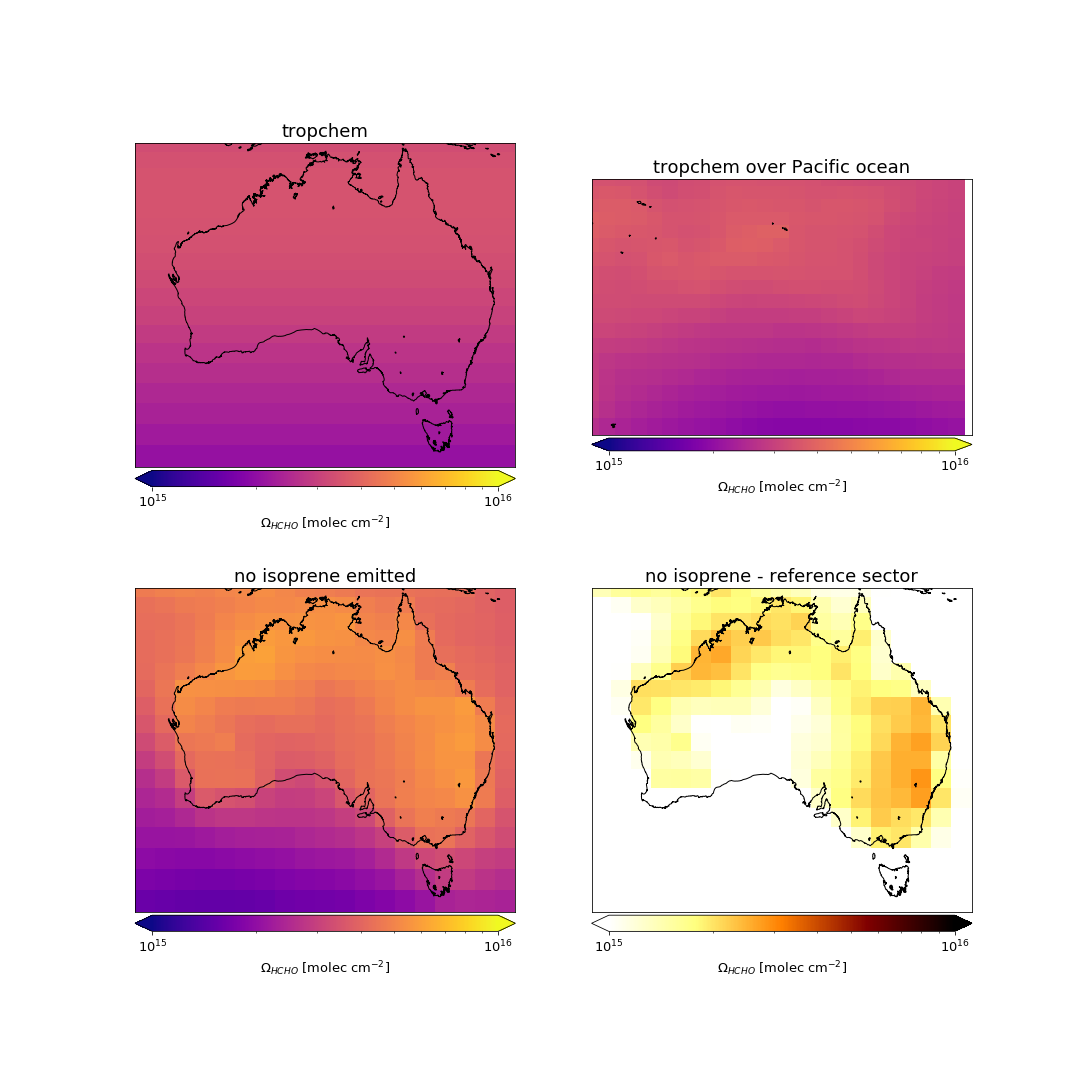 tropchem
10^15 10^16
Ω_HCHO [molec cm^−2]
tropchem over Pacific ocean
10^15 10^16
Ω_HCHO [molec cm^−2]
no isoprene emitted
10^15 10^16
Ω_HCHO [molec cm^−2]
no isoprene - reference sector
10^15 10^16
Ω_HCHO [molec cm^−2]